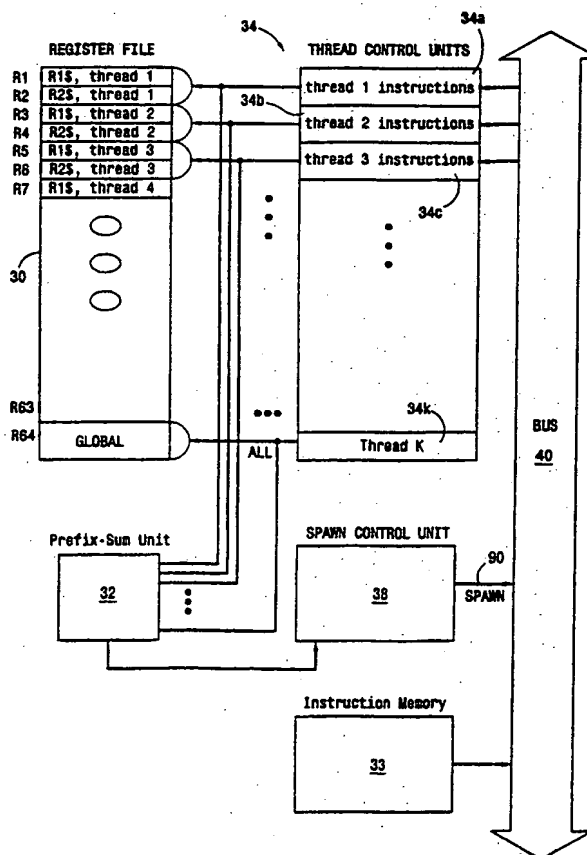 REGISTER FILE
34
THREAD CONTROL UNITS
34a
R1 R1$, thread 1
R2 R2$, thread 1
R3 R1$, thread 2
R4 R2$, thread 2
R5 R1$, thread 3
R6 R2$, thread 3
R7 R1$, thread 4
thread 1 instructions
34b
thread 2 instructions
thread 3 instructions
34c
30
R63
R64 GLOBAL
ALL
34k
Thread K
BUS
40
Prefix-Sum Unit
32
SPAWN CONTROL UNIT
38
90
SPAWN
Instruction Memory
33